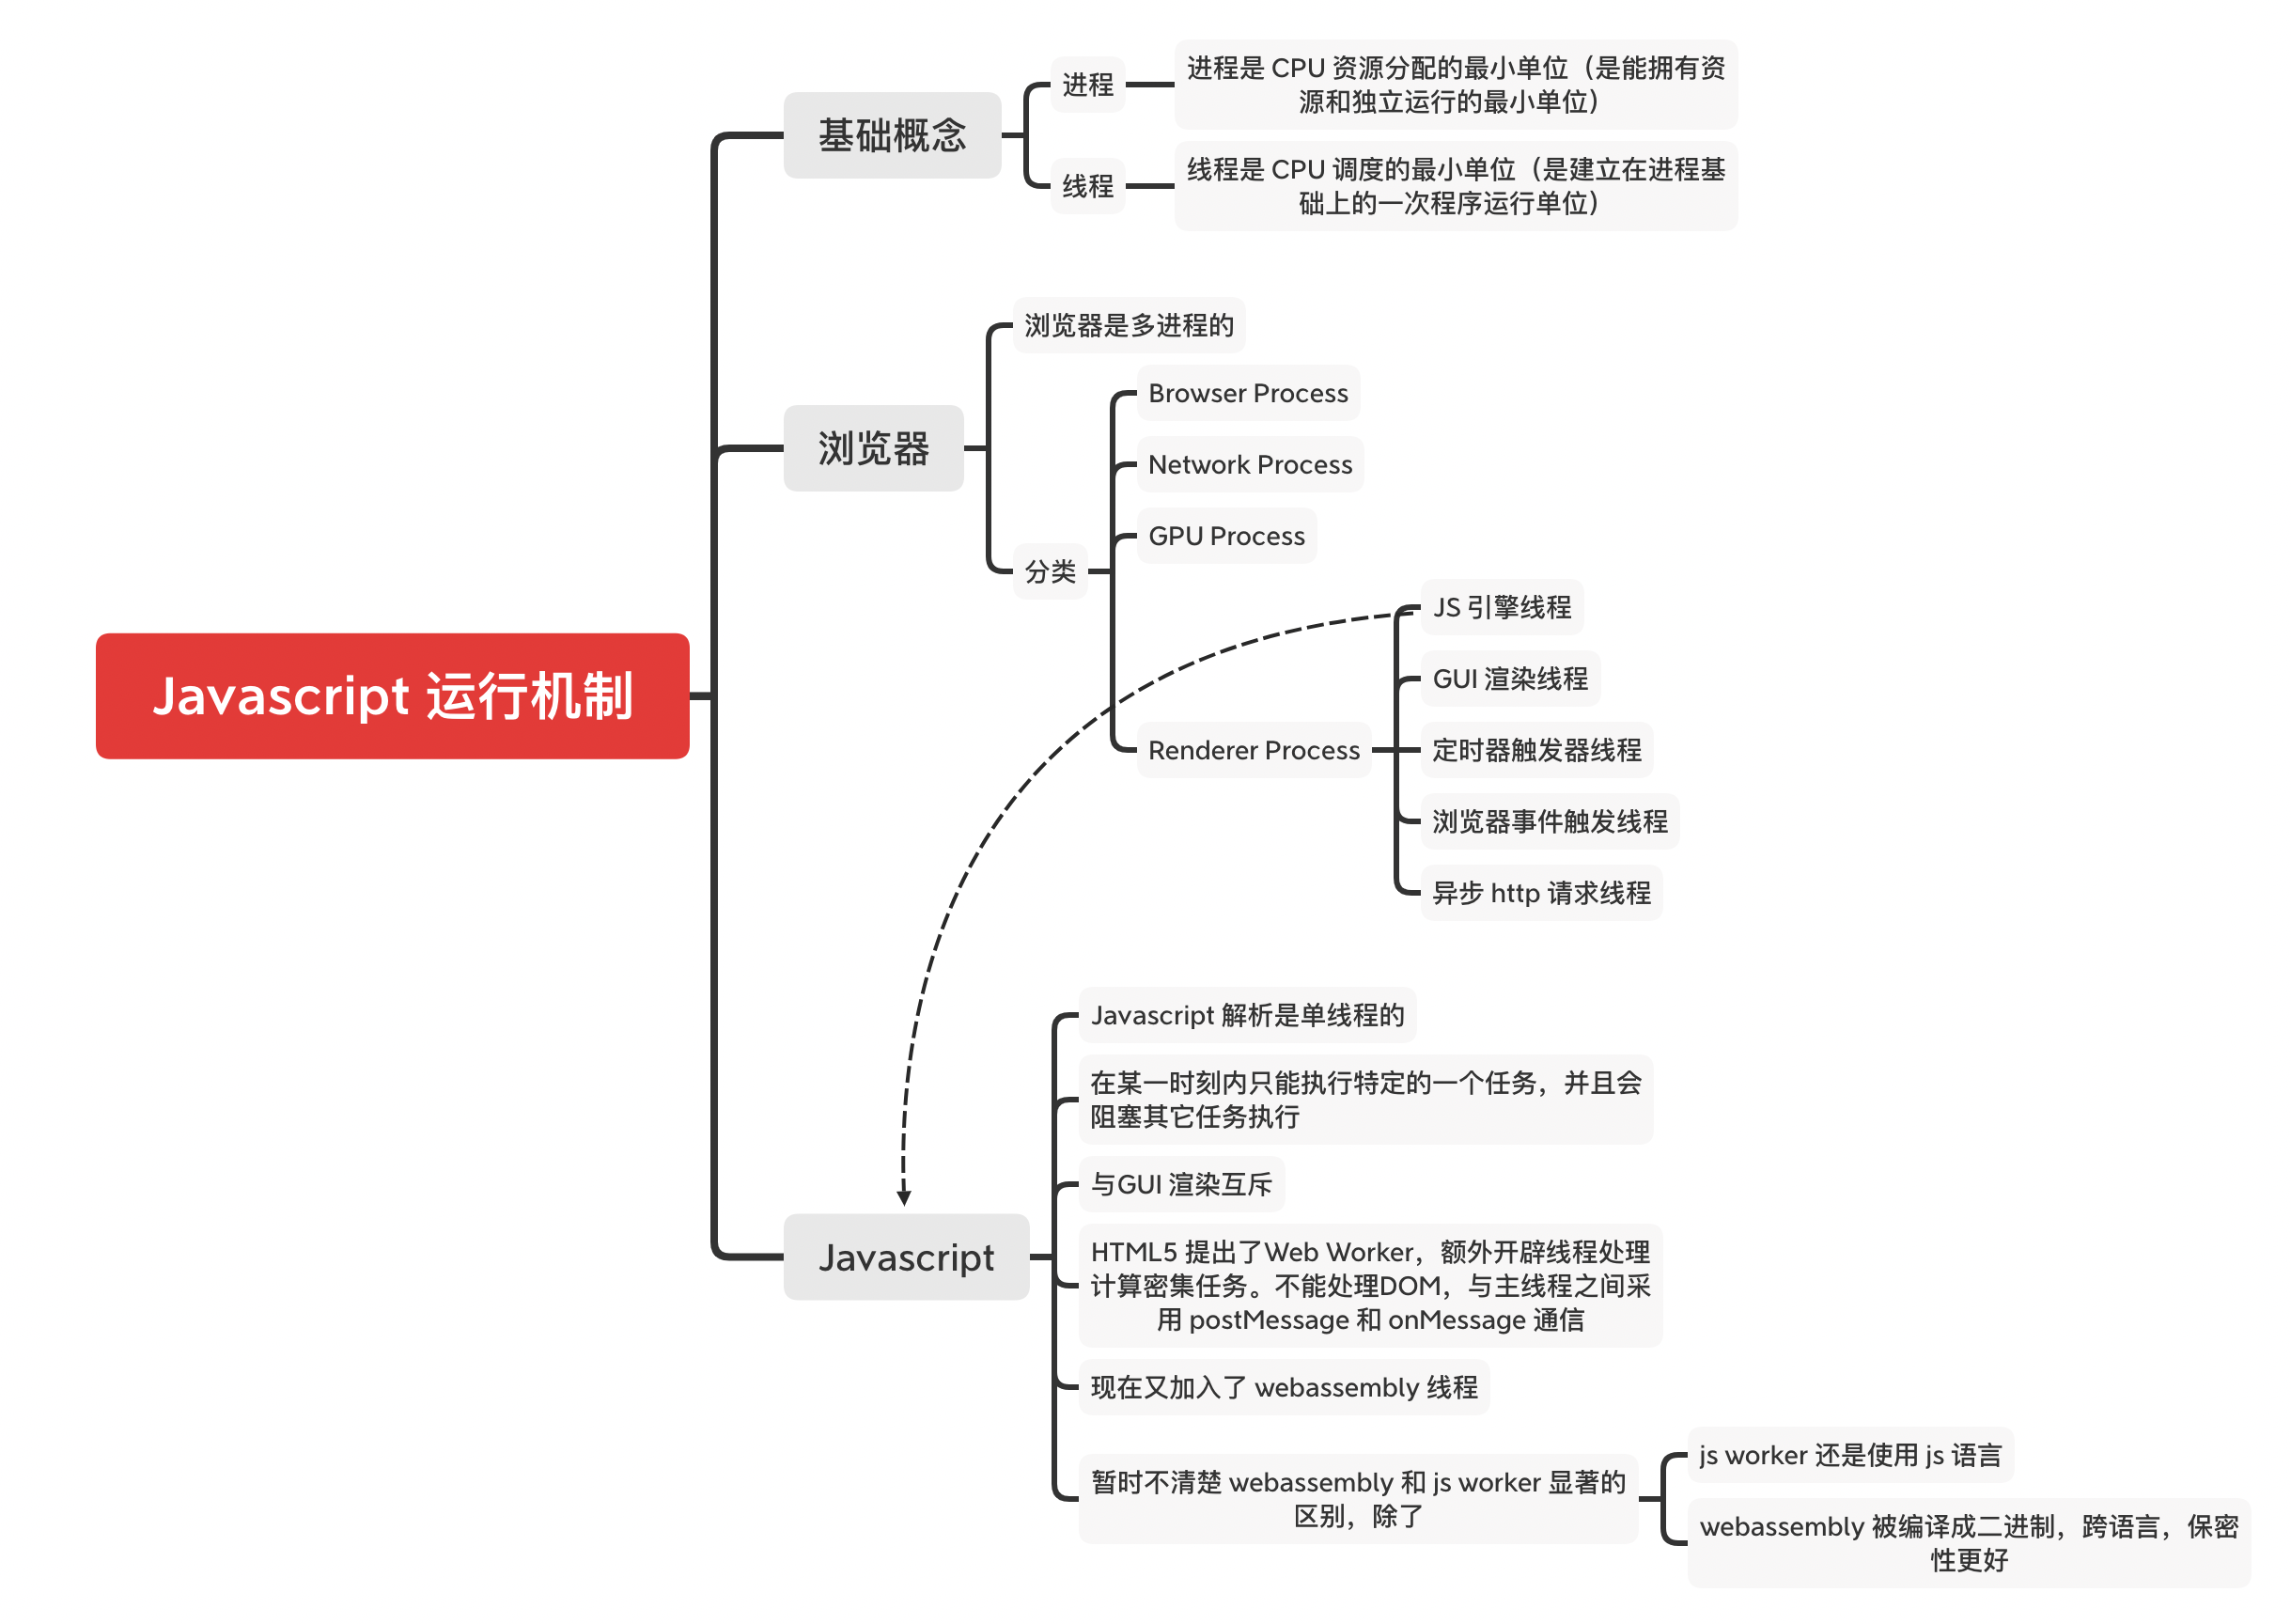 Javascript 运行机制
基础概念
进程
进程是 CPU 资源分配的最小单位（是能拥有资
源和独立运行的最小单位）
线程
线程是 CPU 调度的最小单位（是建立在进程基
础上的一次程序运行单位）
浏览器
浏览器是多进程的
分类
Browser Process
Network Process
GPU Process
Renderer Process
JS 引擎线程
GUI 渲染线程
定时器触发器线程
浏览器事件触发线程
异步 http 请求线程
Javascript
Javascript 解析是单线程的
在某一时刻内只能执行特定的一个任务，并且会
阻塞其它任务执行
与GUI 渲染互斥
HTML5 提出了Web Worker，额外开辟线程处理
计算密集任务。不能处理DOM，与主线程之间采
用 postMessage 和 onMessage 通信
现在又加入了 webassembly 线程
暂时不清楚 webassembly 和 js worker 显著的
区别，除了
js worker 还是使用 js 语言
webassembly 被编译成二进制，跨语言，保密
性更好